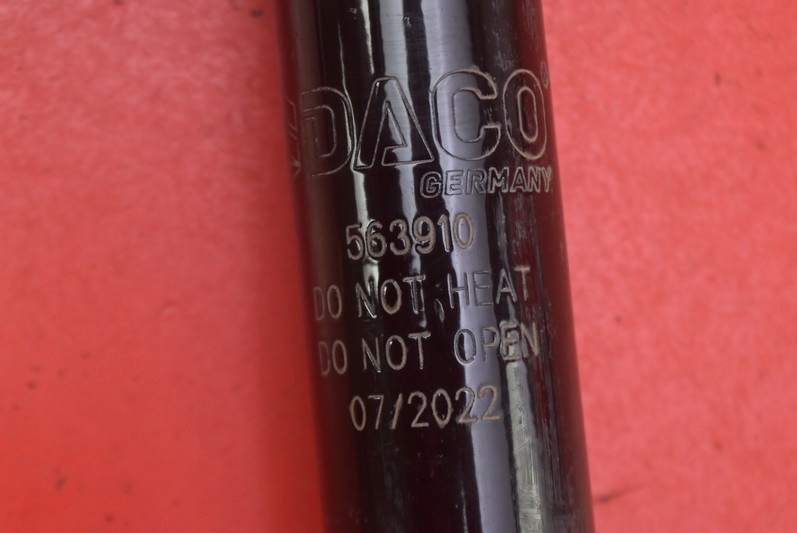 DACO®
GERMANY
563910
DO NOT HEAT
DO NOT OPEN
07/2022